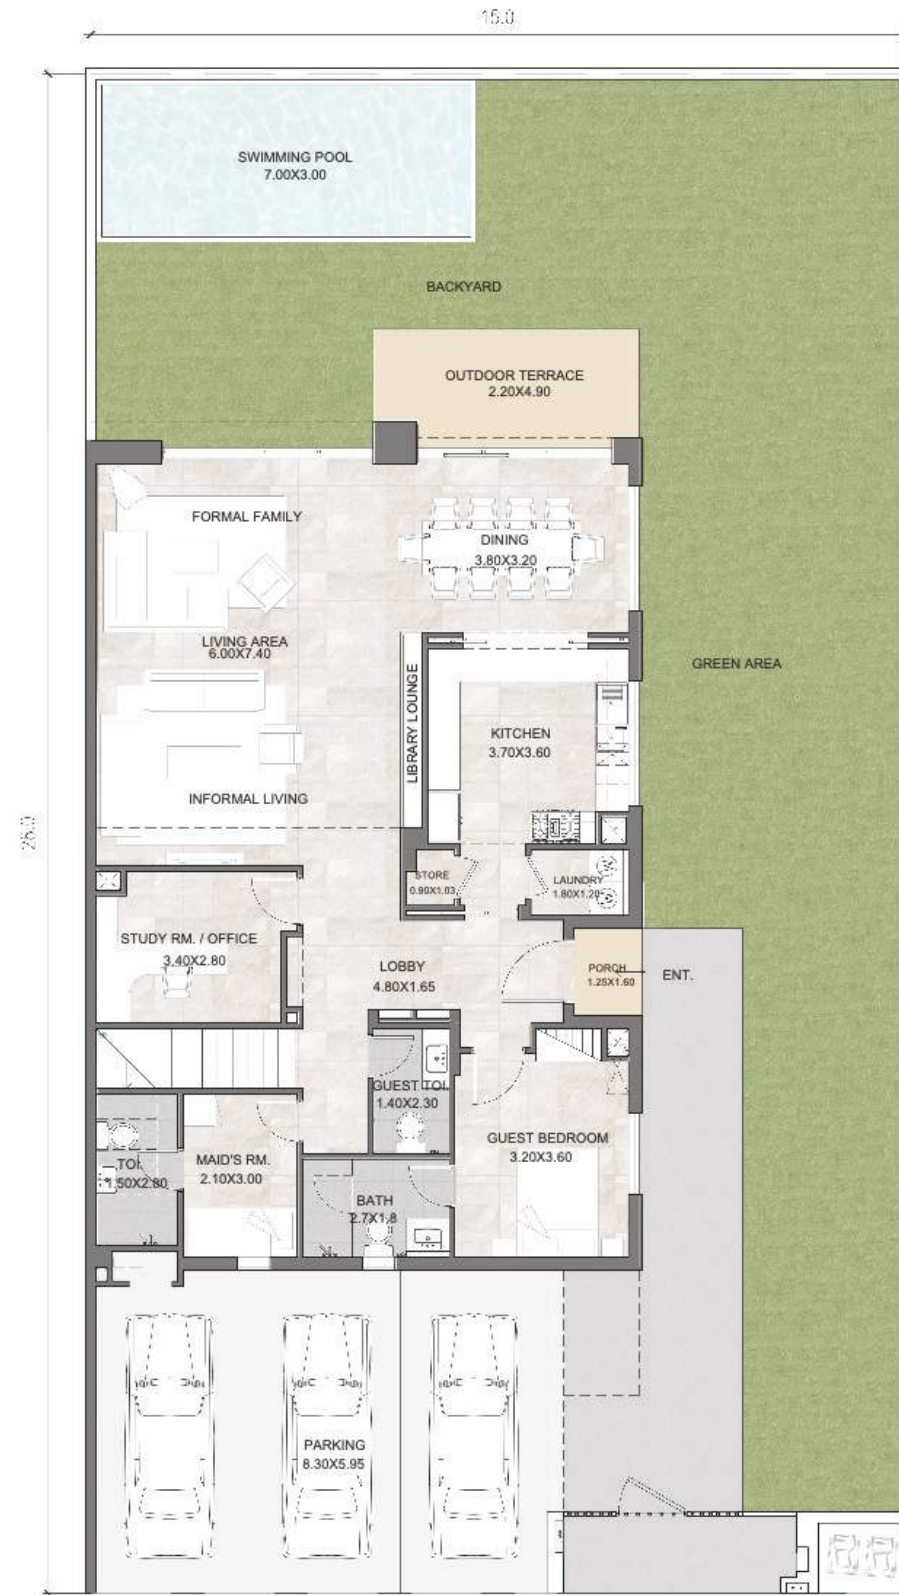 15.0
SWIMMING POOL
7.00X3.00
BACKYARD
OUTDOOR TERRACE
2.20X4.90
FORMAL FAMILY
DINING
3.80X3.20
LIVING AREA
6.00X7.40
GREEN AREA
LIBRARY LOUNGE
KITCHEN
3.70X3.60
INFORMAL LIVING
STORE
0.90X1.03
LAUNDRY
1.80X1.20
STUDY RM. / OFFICE
3.40X2.80
LOBBY
4.80X1.65
PORCH
1.25X1.60
ENT.
GUEST TOI.
1.40X2.30
GUEST BEDROOM
3.20X3.60
TOI.
1.50X2.80
MAID'S RM.
2.10X3.00
BATH
2.7X1.8
PARKING
8.30X5.95